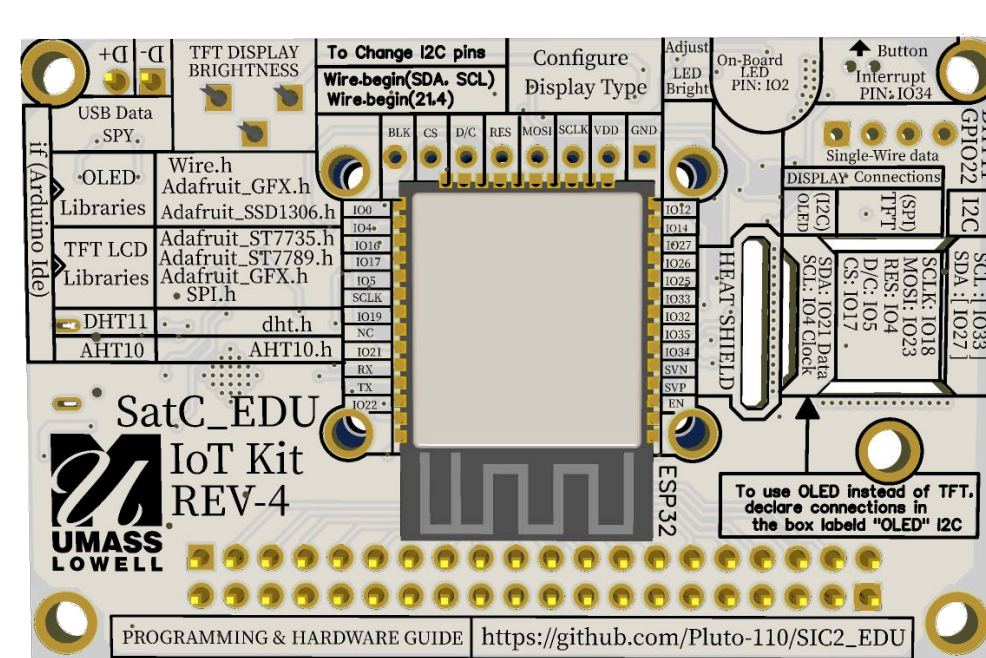 D+ D-
USB Data
SPY.
TFT DISPLAY
BRIGHTNESS
To Change I2C pins
Wire.begin(SDA, SCL)
Wire.begin(21.4)
Configure
Display Type
Adjust
LED
Bright
On-Board
LED
PIN: IO2
Button
Interrupt
PIN: IO34
Single-Wire data
GPIO22
BLK CS D/C RES MOSI SCLK VDD GND
if (Arduino Ide)
OLED
Libraries
Wire.h
Adafruit_GFX.h
Adafruit_SSD1306.h
TFT LCD
Libraries
Adafruit_ST7735.h
Adafruit_ST7789.h
Adafruit_GFX.h
SPI.h
DHT11
dht.h
AHT10
AHT10.h
IO0
IO4
IO16
IO17
IO5
SCLK
IO19
NC
IO21
RX
TX
IO22
IO12
IO14
IO27
IO26
IO25
IO33
IO32
IO35
IO34
SVN
SVP
EN
HEAT SHIELD
DISPLAY Connections
(I2C)
OLED
(SPI)
TFT
I2C
SDA: IO21 Data
SCL: IO4 Clock
SCLK: IO18
MOSI: IO23
RES: IO4
D/C: IO5
CS: IO17
SCL :[ IO33 ]
SDA :[ IO27 ]
SatC_EDU
IoT Kit
REV-4
UMASS
LOWELL
ESP32
To use OLED instead of TFT.
declare connections in
the box labeld "OLED" I2C
PROGRAMMING & HARDWARE GUIDE
https://github.com/Pluto-110/SIC2_EDU